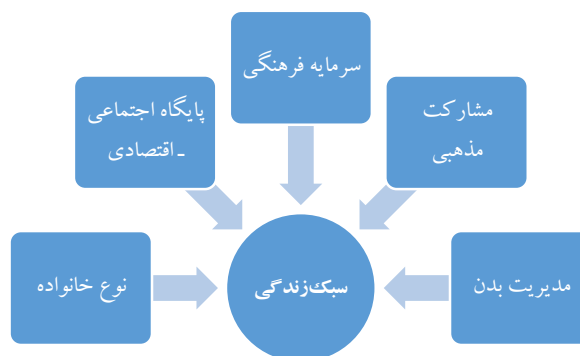 سرمایه فرهنگی
مشارکت
مذهبی
پایگاه اجتماعی
ـ اقتصادی
مدیریت بدن
سبک‌زندگی
نوع خانواده